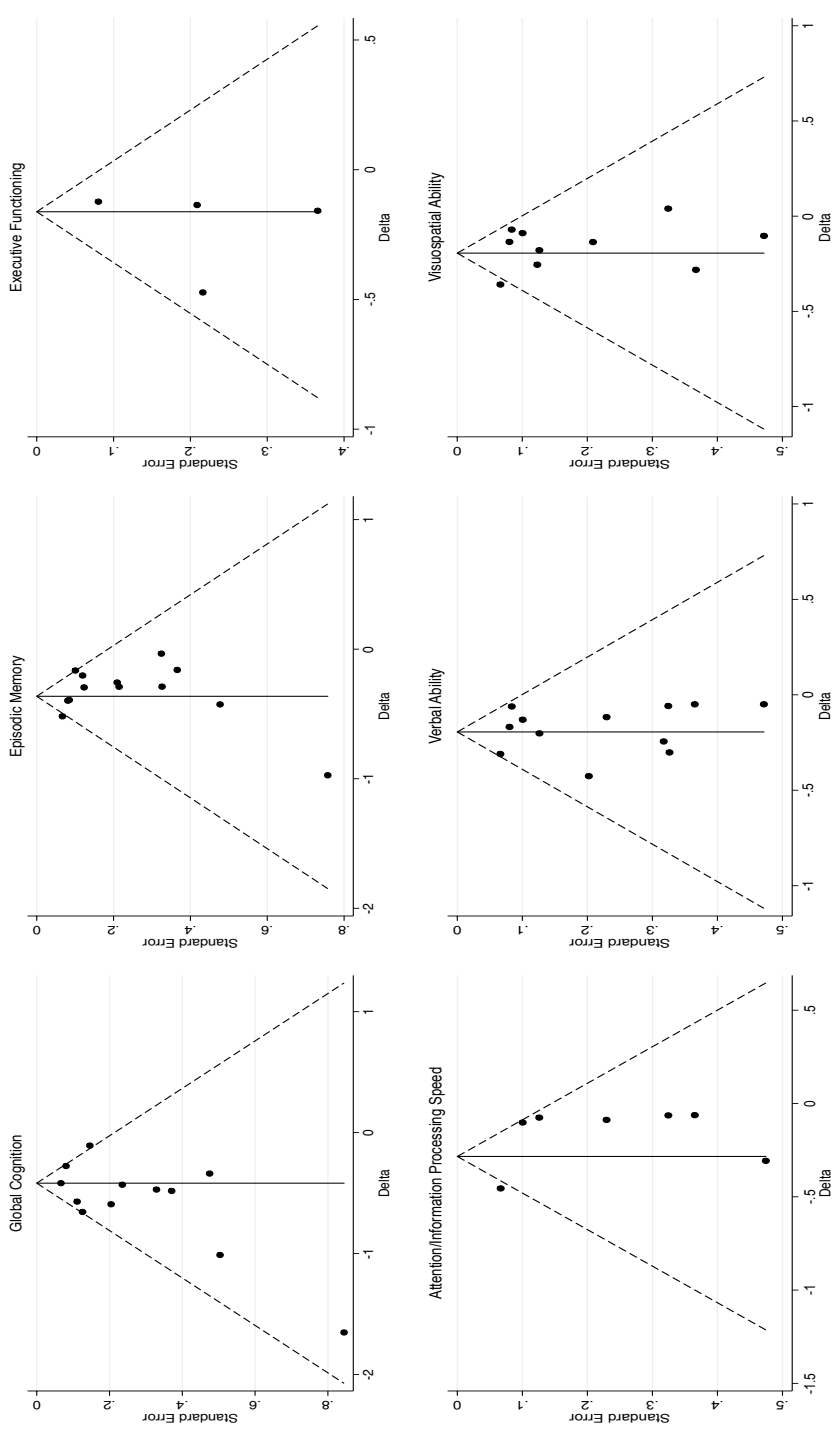 Global Cognition
0
.2
.4
.6
.8
Standard Error
-2 -1 0 1
Delta
Episodic Memory
0
.2
.4
.6
.8
Standard Error
-2 -1 0 1
Delta
Executive Functioning
0
.1
.2
.3
.4
Standard Error
-1 -.5 0 .5
Delta
Attention/Information Processing Speed
0
.1
.2
.3
.4
.5
Standard Error
-1.5 -1 -.5 0 .5
Delta
Verbal Ability
0
.1
.2
.3
.4
.5
Standard Error
-1 -.5 0 .5 1
Delta
Visuospatial Ability
0
.1
.2
.3
.4
.5
Standard Error
-1 -.5 0 .5 1
Delta